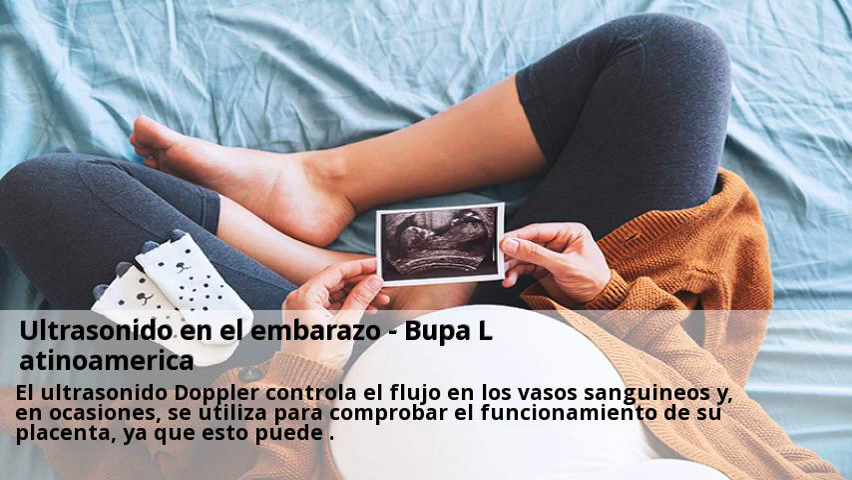 Ultrasonido en el embarazo - Bupa L
atinoamerica
El ultrasonido Doppler controla el flujo en los vasos sanguineos y,
en ocasiones, se utiliza para comprobar el funcionamiento de su
placenta, ya que esto puede .